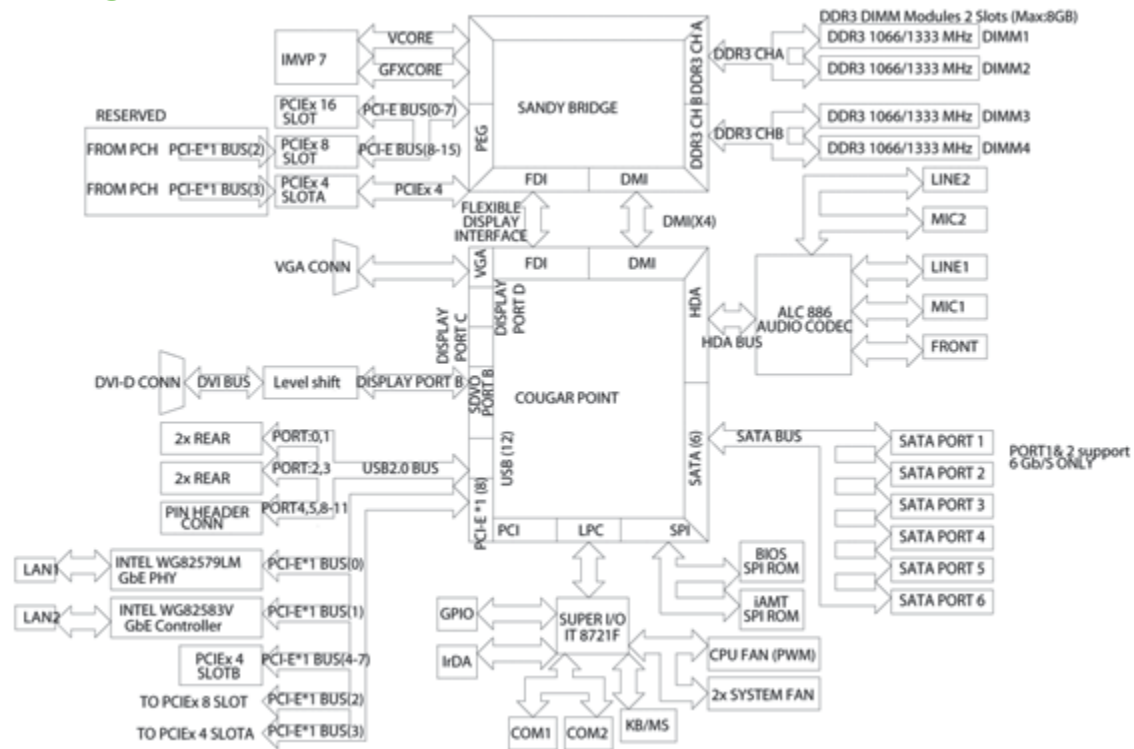 DDR3 DIMM Modules 2 Slots (Max:8GB)
VCORE
IMVP 7
GFXCORE
DDR3 CH A
DDR3 CHA
DDR3 1066/1333 MHz DIMM1
DDR3 1066/1333 MHz DIMM2
SANDY BRIDGE
PCIEx 16
SLOT
PCI-E BUS(0-7)
RESERVED
PEG
DDR3 CH B
DDR3 CHB
DDR3 1066/1333 MHz DIMM3
DDR3 1066/1333 MHz DIMM4
FROM PCH PCI-E*1 BUS(2)
PCIEx 8
SLOT
PCI-E BUS(8-15)
FROM PCH PCI-E*1 BUS(3)
PCIEx 4
SLOTA
PCIEx 4
FDI
DMI
LINE2
FLEXIBLE
DISPLAY
INTERFACE
DMI(X4)
MIC2
VGA CONN
VGA
FDI
DMI
LINE1
DISPLAY
PORT D
HDA
HDA BUS
ALC 886
AUDIO CODEC
MIC1
DISPLAY
PORT C
FRONT
DVI-D CONN
DVI BUS
Level shift
DISPLAY PORT B
SDVO
PORT B
COUGAR POINT
2x REAR
PORT:0,1
USB (12)
SATA (6)
SATA BUS
SATA PORT 1
PORT1& 2 support
6 Gb/S ONLY
2x REAR
PORT:2,3
USB2.0 BUS
SATA PORT 2
PIN HEADER
CONN
PORT4,5,8-11
SATA PORT 3
PCI-E *1 (8)
PCI
LPC
SPI
SATA PORT 4
LAN1
INTEL WG82579LM
GbE PHY
PCI-E*1 BUS(0)
BIOS
SPI ROM
SATA PORT 5
LAN2
INTEL WG82583V
GbE Controller
PCI-E*1 BUS(1)
GPIO
SUPER I/O
IT 8721F
iAMT
SPI ROM
SATA PORT 6
PCIEx 4
SLOTB
PCI-E*1 BUS(4-7)
IrDA
CPU FAN (PWM)
TO PCIEx 8 SLOT
PCI-E*1 BUS(2)
2x SYSTEM FAN
TO PCIEx 4 SLOTA
PCI-E*1 BUS(3)
COM1
COM2
KB/MS